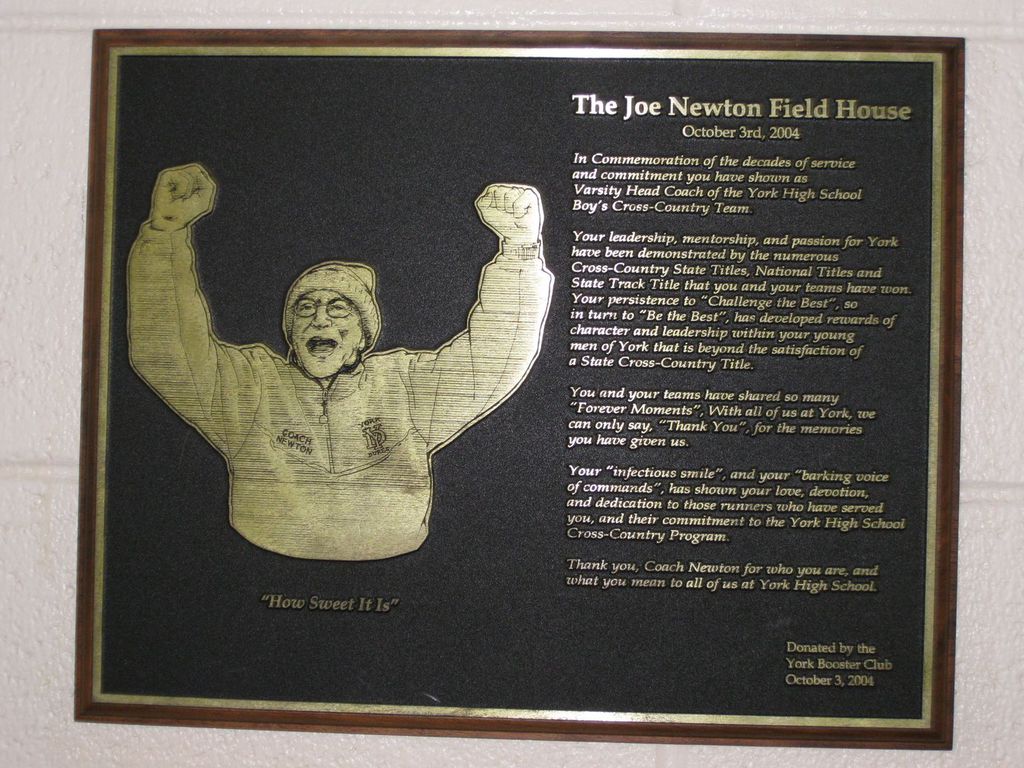 The Joe Newton Field House
October 3rd, 2004
In Commemoration of the decades of service
and commitment you have shown as
Varsity Head Coach of the York High School
Boy's Cross-Country Team.
Your leadership, mentorship, and passion for York
have been demonstrated by the numerous
Cross-Country State Titles, National Titles and
State Track Title that you and your teams have won.
Your persistence to "Challenge the Best", so
in turn to "Be the Best", has developed rewards of
character and leadership within your young
men of York that is beyond the satisfaction of
a State Cross-Country Title.
You and your teams have shared so many
"Forever Moments", With all of us at York, we
can only say, "Thank You", for the memories
you have given us.
Your "infectious smile", and your "barking voice
of commands", has shown your love, devotion,
and dedication to those runners who have served
you, and their commitment to the York High School
Cross-Country Program.
Thank you, Coach Newton for who you are, and
what you mean to all of us at York High School.
Donated by the
York Booster Club
October 3, 2004
COACH
NEWTON
YORK
"How Sweet It Is"